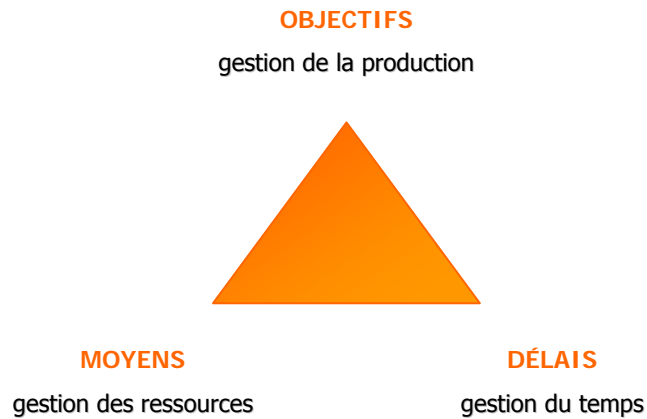 OBJECTIFS
gestion de la production
MOYENS
DÉLAIS
gestion des ressources
gestion du temps